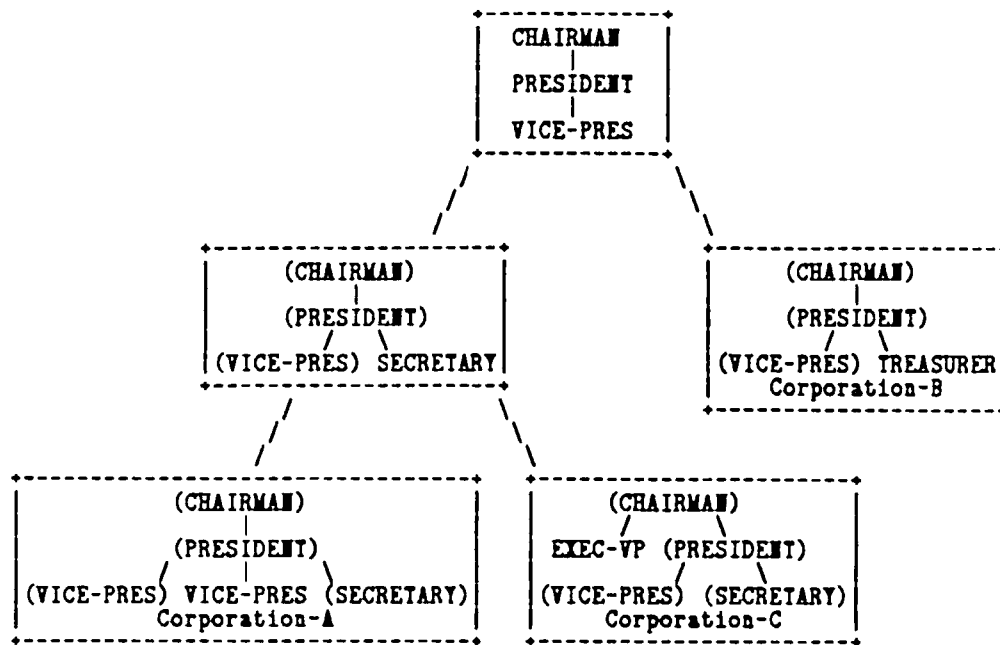 CHAIRMAN
PRESIDENT
VICE-PRES
(CHAIRMAN)
(PRESIDENT)
(VICE-PRES) SECRETARY
(CHAIRMAN)
(PRESIDENT)
(VICE-PRES) TREASURER
Corporation-B
(CHAIRMAN)
(PRESIDENT)
(VICE-PRES) VICE-PRES (SECRETARY)
Corporation-A
(CHAIRMAN)
EXEC-VP (PRESIDENT)
(VICE-PRES) (SECRETARY)
Corporation-C